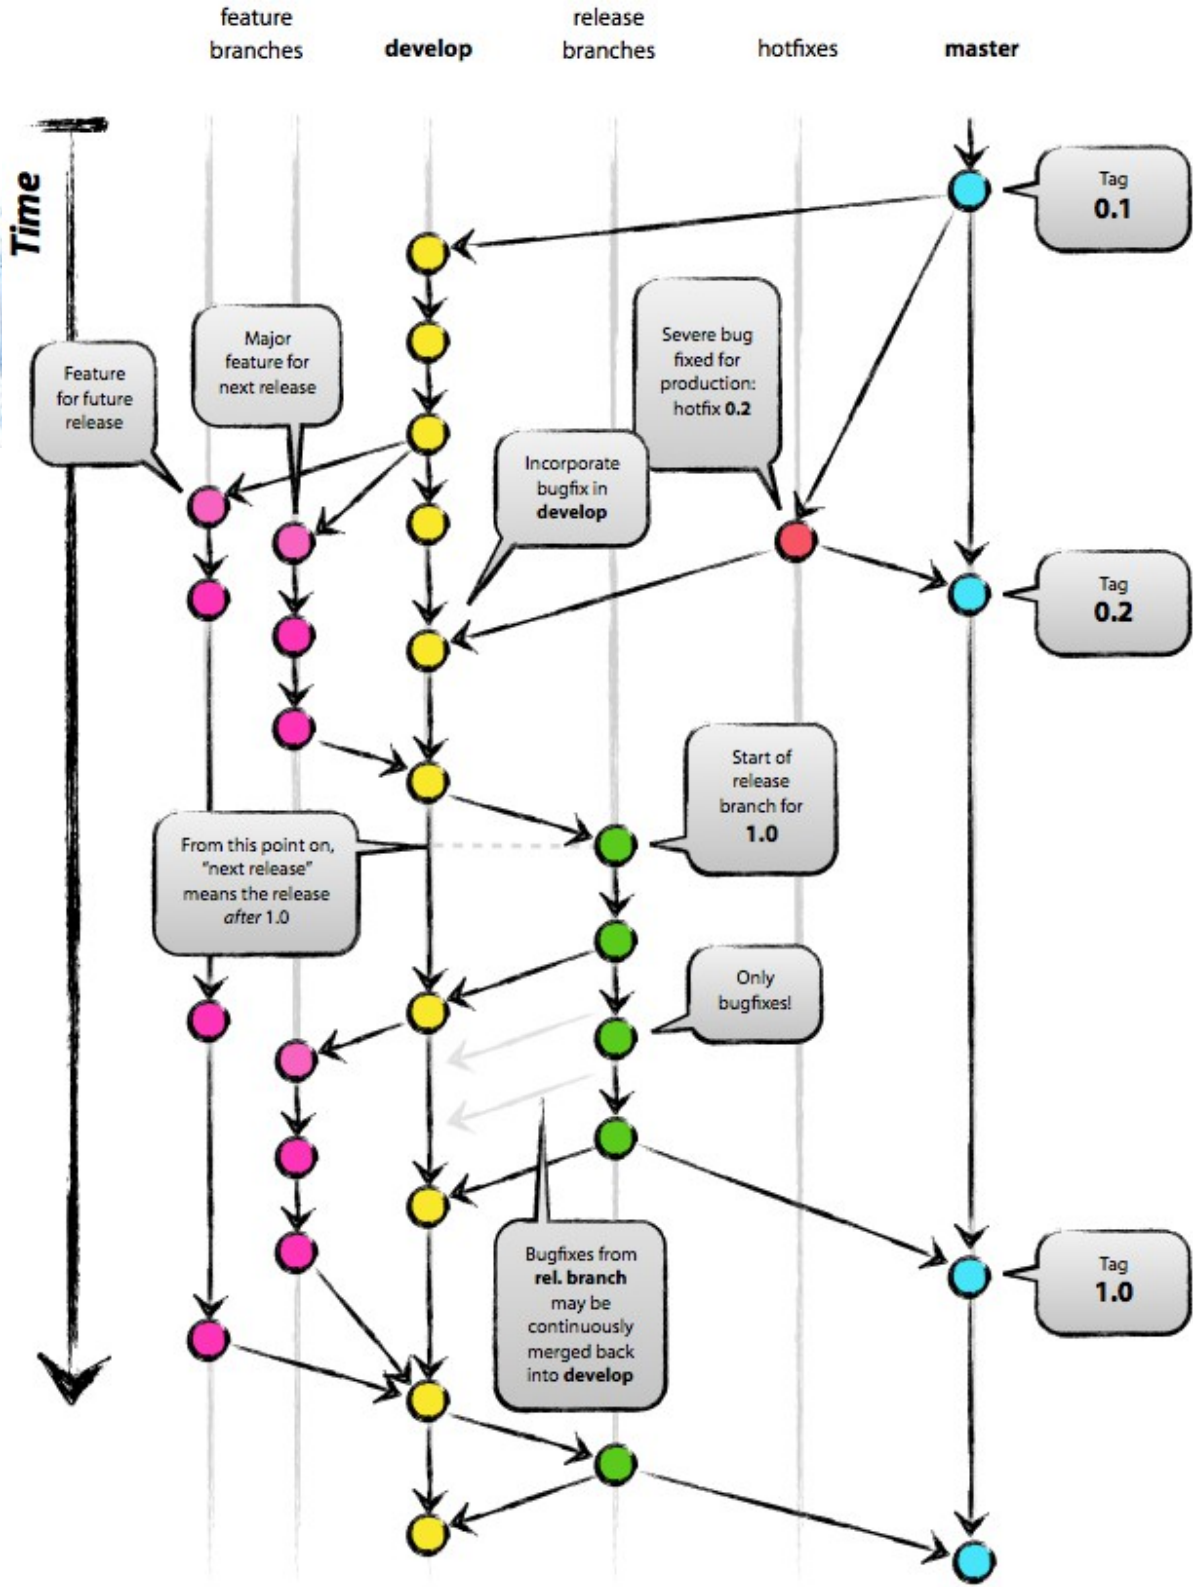 feature
branches
develop
release
branches
hotfixes
master
Time
Tag
0.1
Severe bug
fixed for
production:
hotfix 0.2
Major
feature for
next release
Feature
for future
release
Incorporate
bugfix in
develop
Tag
0.2
Start of
release
branch for
1.0
From this point on,
“next release”
means the release
after 1.0
Only
bugfixes!
Bugfixes from
rel. branch
may be
continuously
merged back
into develop
Tag
1.0